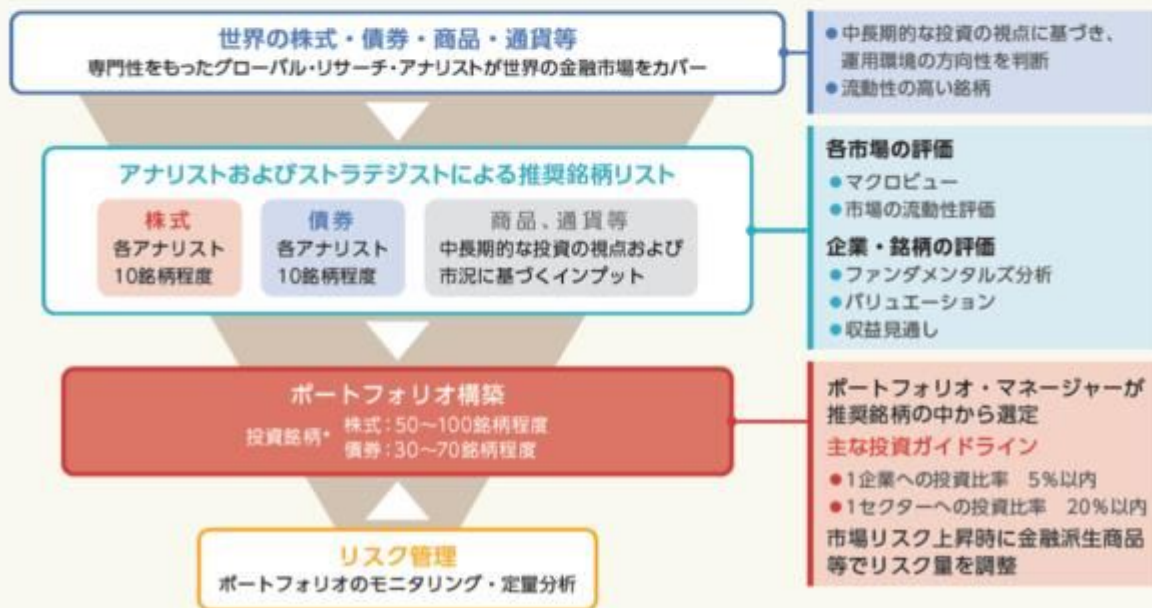 世界の株式・債券・商品・通貨等
専門性をもったグローバル・リサーチ・アナリストが世界の金融市場をカバー
●中長期的な投資の視点に基づき、
運用環境の方向性を判断
●流動性の高い銘柄
アナリストおよびストラテジストによる推奨銘柄リスト
株式
各アナリスト
10銘柄程度
債券
各アナリスト
10銘柄程度
商品、通貨等
中長期的な投資の視点および
市況に基づくインプット
各市場の評価
●マクロビュー
●市場の流動性評価
企業・銘柄の評価
●ファンダメンタルズ分析
●バリュエーション
●収益見通し
ポートフォリオ構築
投資銘柄*
株式:50〜100銘柄程度
債券:30〜70銘柄程度
ポートフォリオ・マネージャーが
推奨銘柄の中から選定
主な投資ガイドライン
●1企業への投資比率 5%以内
●1セクターへの投資比率 20%以内
市場リスク上昇時に金融派生商品
等でリスク量を調整
リスク管理
ポートフォリオのモニタリング・定量分析